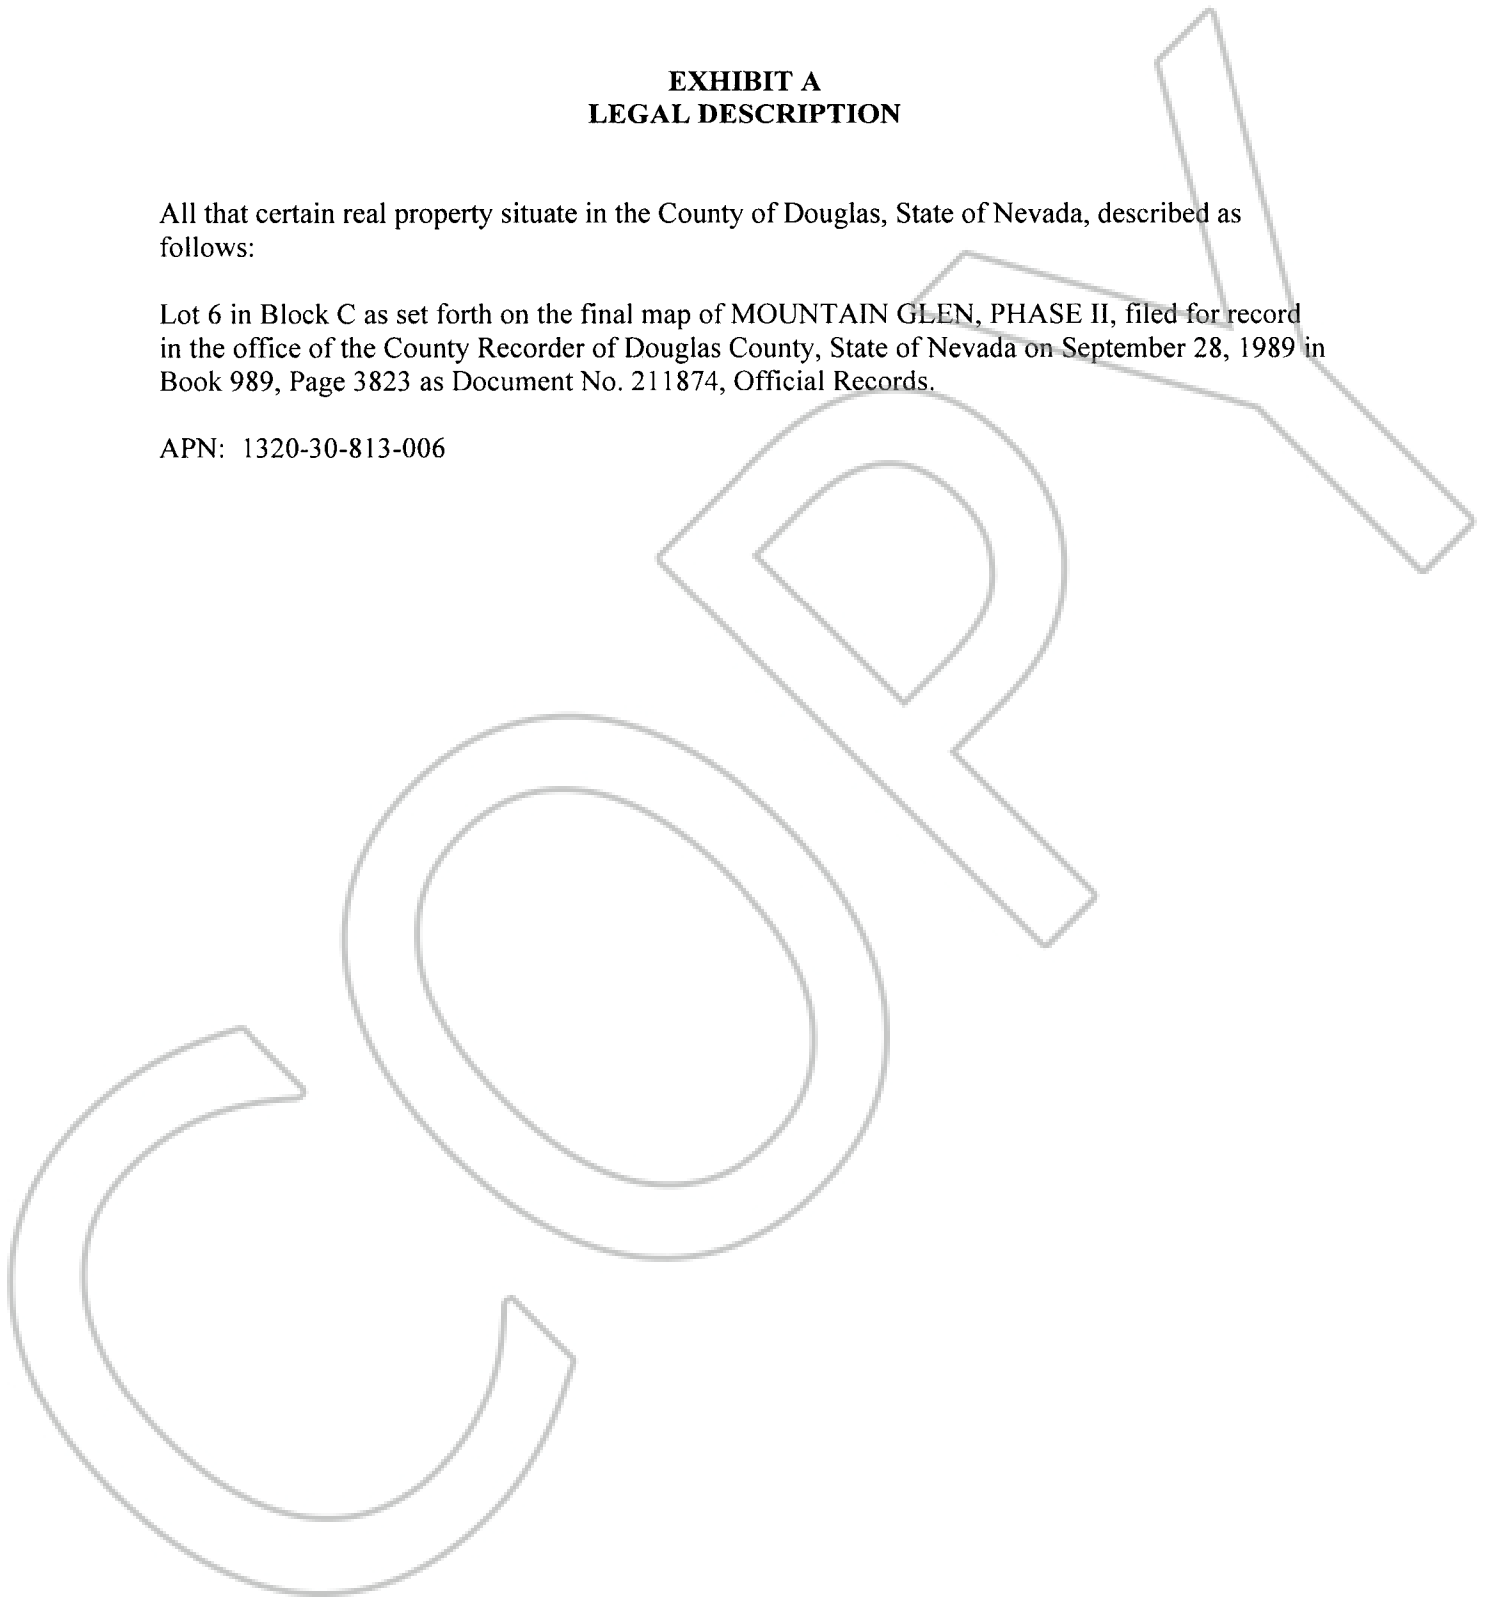 EXHIBIT A
LEGAL DESCRIPTION
All that certain real property situate in the County of Douglas, State of Nevada, described as
follows:
Lot 6 in Block C as set forth on the final map of MOUNTAIN GLEN, PHASE II, filed for record
in the office of the County Recorder of Douglas County, State of Nevada on September 28, 1989 in
Book 989, Page 3823 as Document No. 211874, Official Records.
APN: 1320-30-813-006
COPY